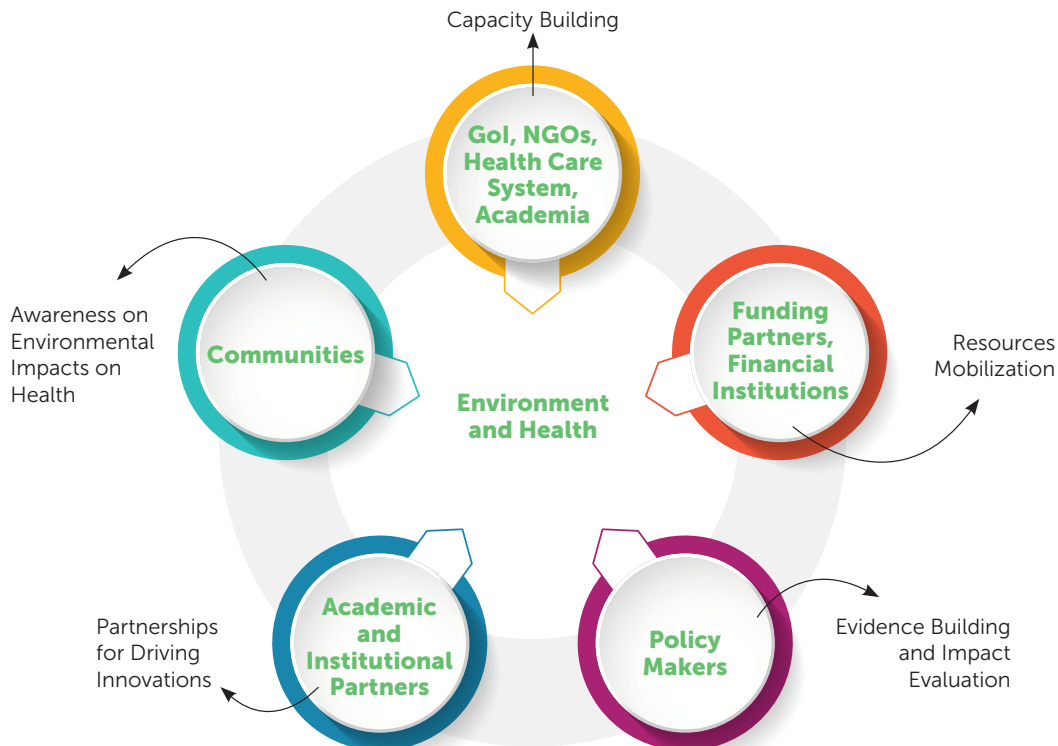 Capacity Building
GoI, NGOs,
Health Care
System,
Academia
Communities
Awareness on
Environmental
Impacts on
Health
Funding
Partners,
Financial
Institutions
Resources
Mobilization
Environment
and Health
Academic
and
Institutional
Partners
Partnerships
for Driving
Innovations
Policy
Makers
Evidence Building
and Impact
Evaluation